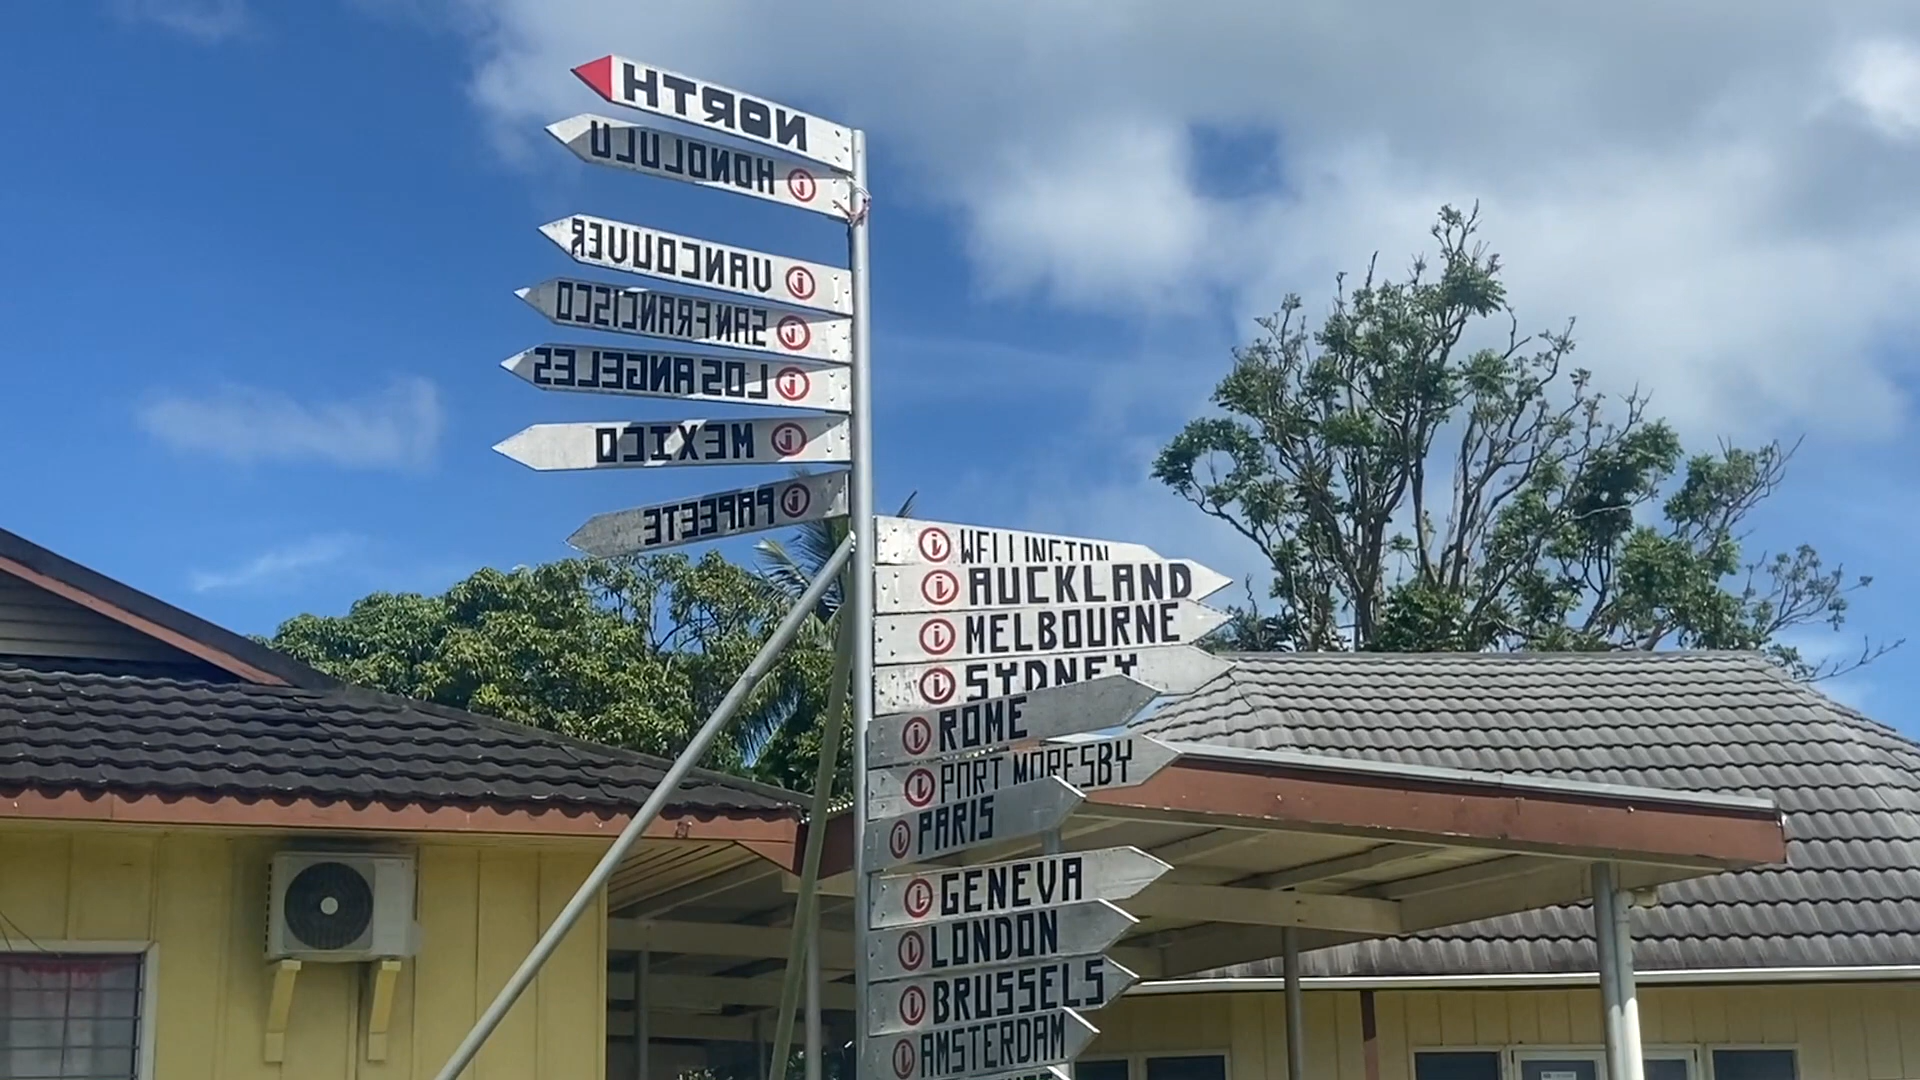 NORTH
HONOLULU
VANCOUVER
SAN FRANCISCO
LOS ANGELES
MEXICO
PAPEETE
WELLINGTON
AUCKLAND
MELBOURNE
SYDNEY
ROME
PORT MORESBY
PARIS
GENEVA
LONDON
BRUSSELS
AMSTERDAM